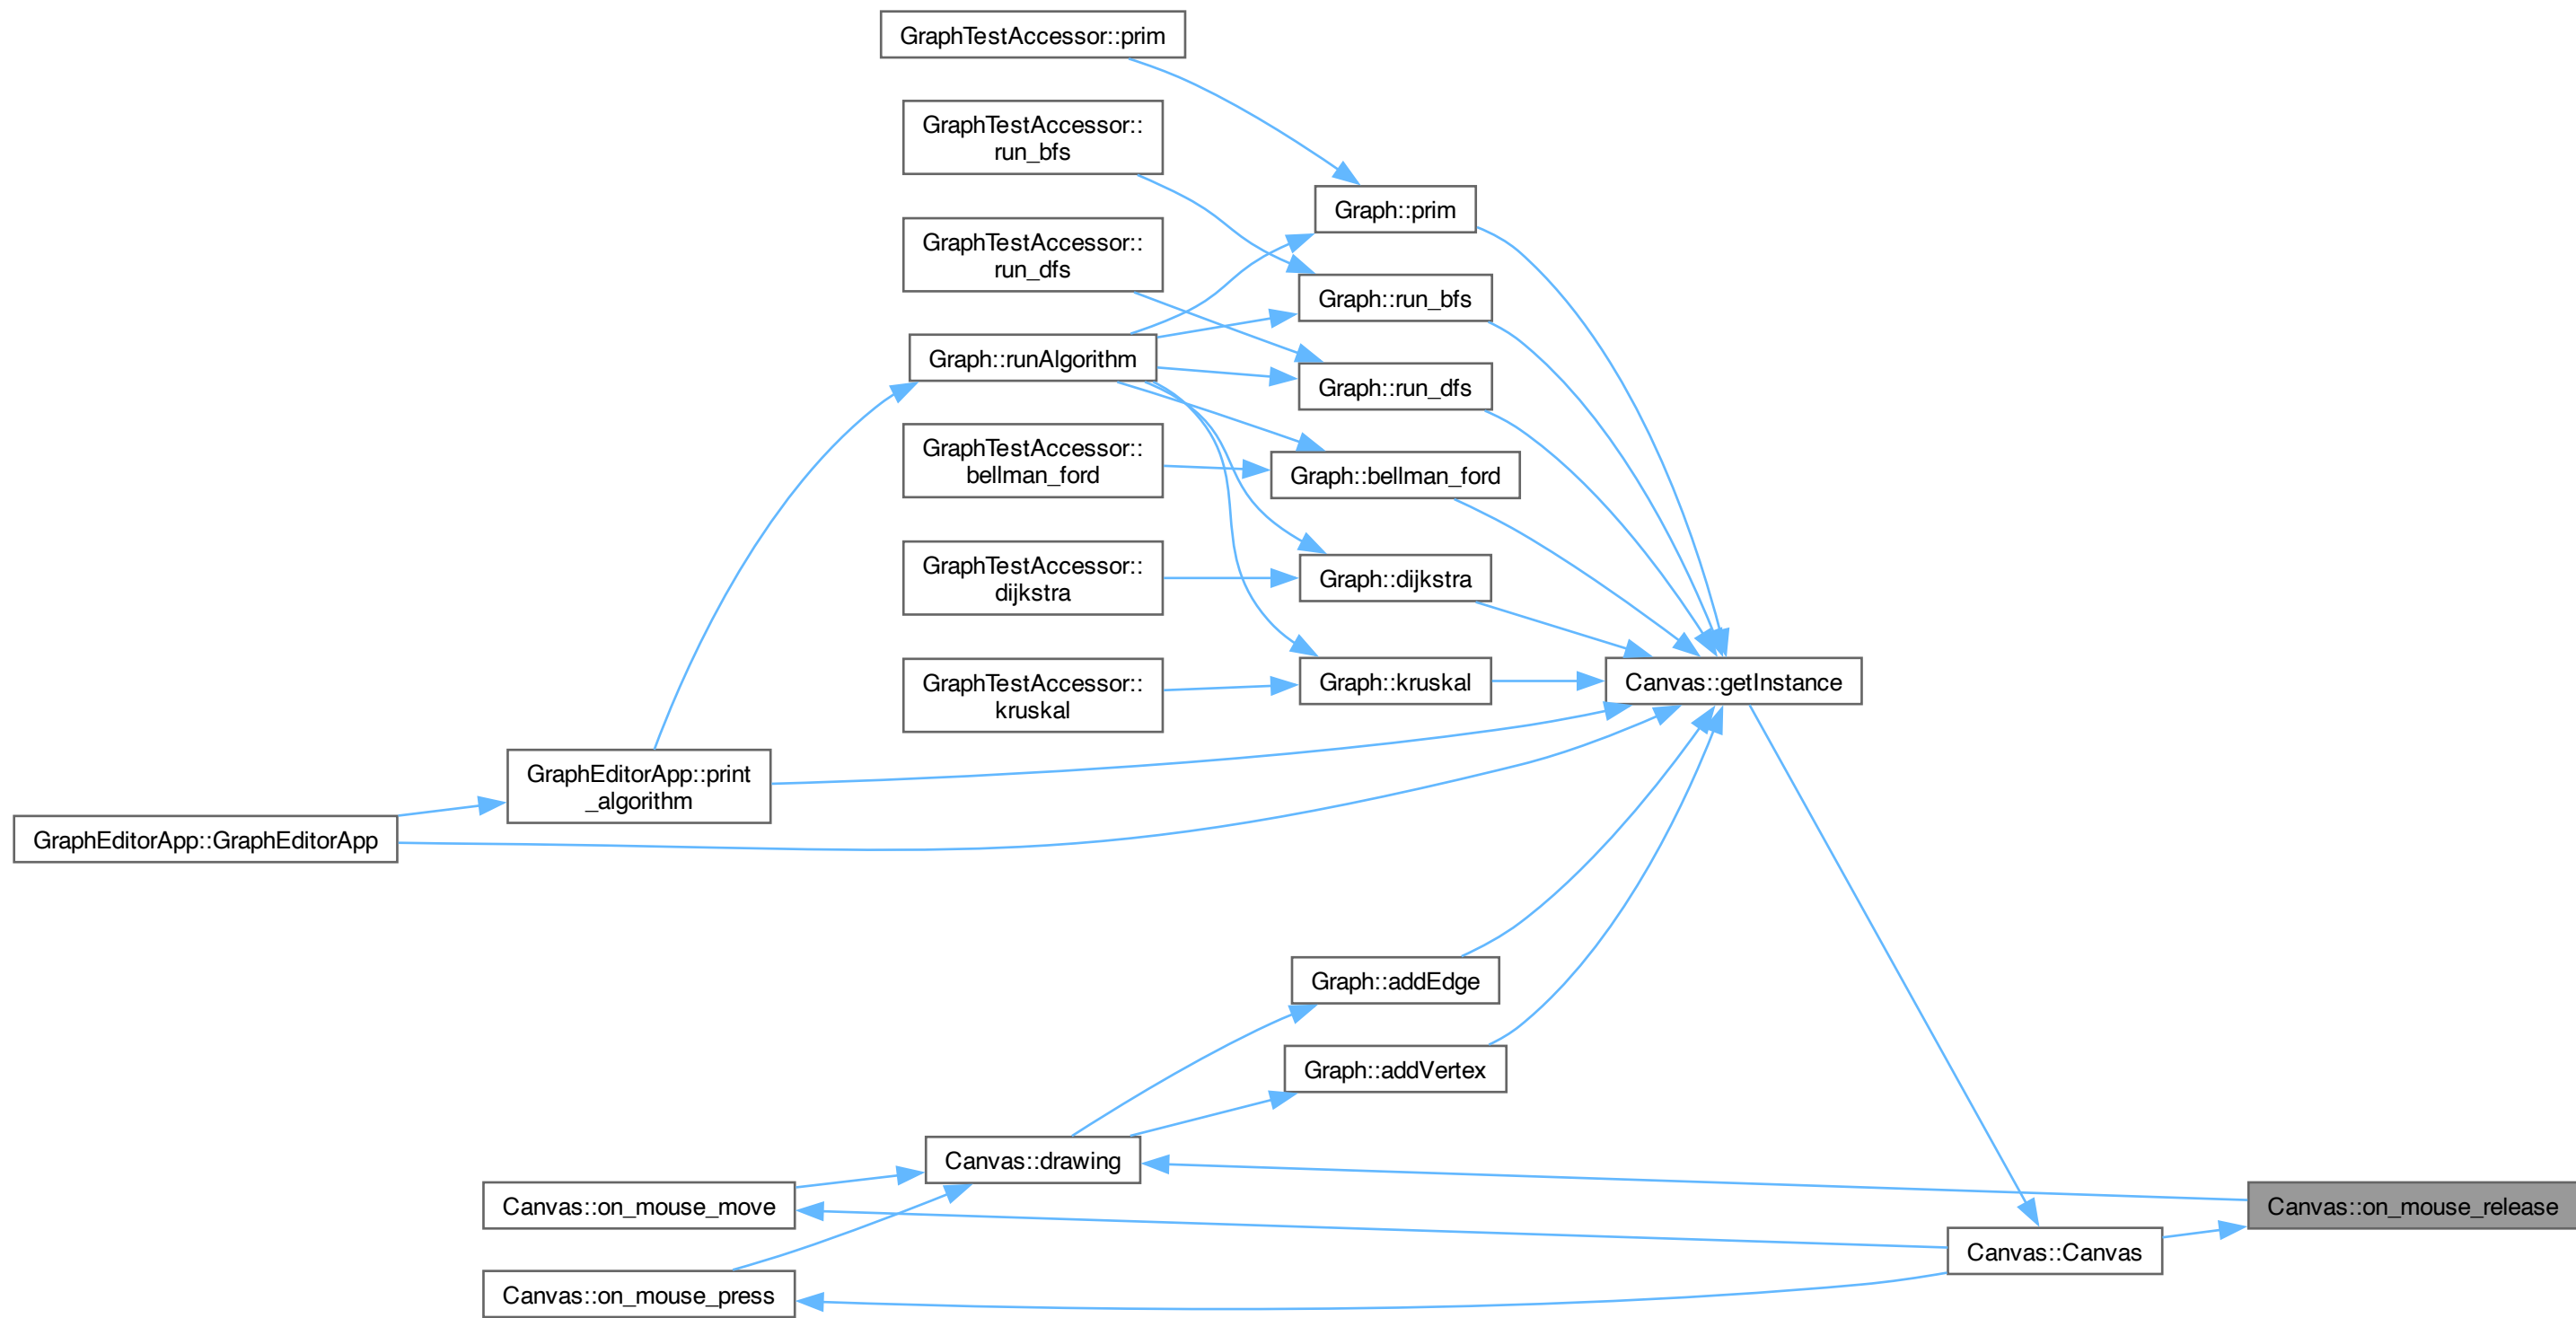 GraphTestAccessor::prim
GraphTestAccessor::
run_bfs
Graph::prim
GraphTestAccessor::
run_dfs
Graph::run_bfs
Graph::runAlgorithm
Graph::run_dfs
GraphTestAccessor::
bellman_ford
Graph::bellman_ford
GraphTestAccessor::
dijkstra
Graph::dijkstra
GraphTestAccessor::
kruskal
Graph::kruskal
Canvas::getInstance
GraphEditorApp::print
_algorithm
GraphEditorApp::GraphEditorApp
Graph::addEdge
Graph::addVertex
Canvas::drawing
Canvas::on_mouse_move
Canvas::on_mouse_release
Canvas::Canvas
Canvas::on_mouse_press